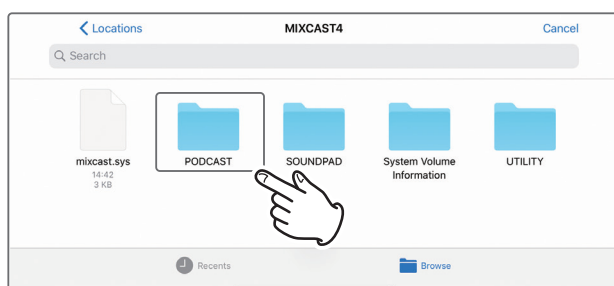 Locations
MIXCAST4
Cancel
Search
mixcast.sys
14:42
3 KB
PODCAST
SOUNDPAD
System Volume
Information
UTILITY
Recents
Browse